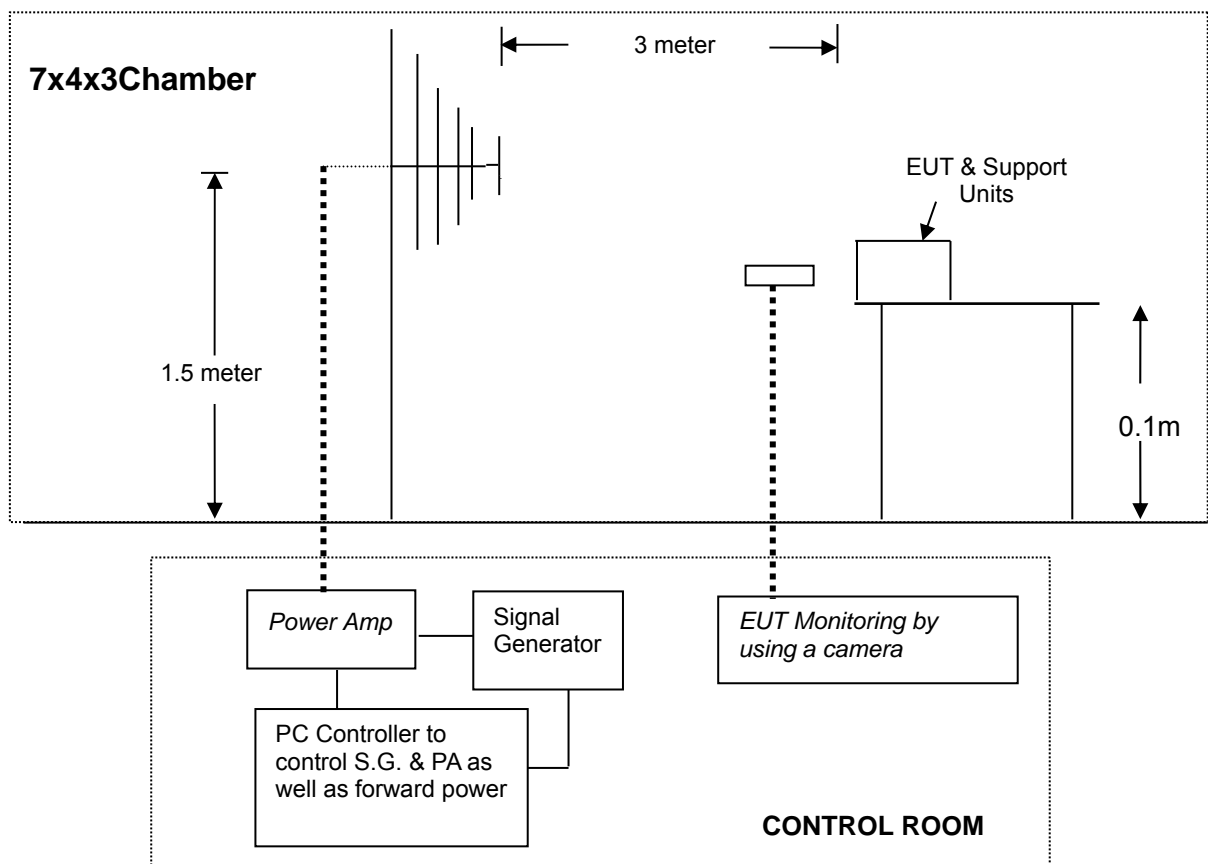 3 meter
7x4x3Chamber
EUT & Support
Units
1.5 meter
0.1m
Power Amp
Signal
Generator
EUT Monitoring by
using a camera
PC Controller to
control S.G. & PA as
well as forward power
CONTROL ROOM